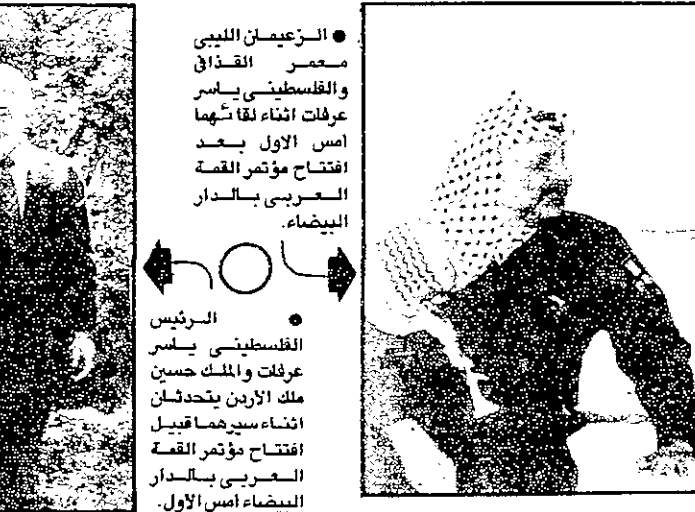 ● الزعيمان الليبي
معمر القذافي
والفلسطيني ياسر
عرفات اثناء لقائهما
امس الاول بعد
افتتاح مؤتمر القمة
العربي بالدار
البيضاء.
● الرئيس
الفلسطيني ياسر
عرفات والملك حسين
ملك الأردن يتحدثان
اثناء سيرهما قبيل
افتتاح مؤتمر القمة
العربي بالدار
البيضاء امس الاول.